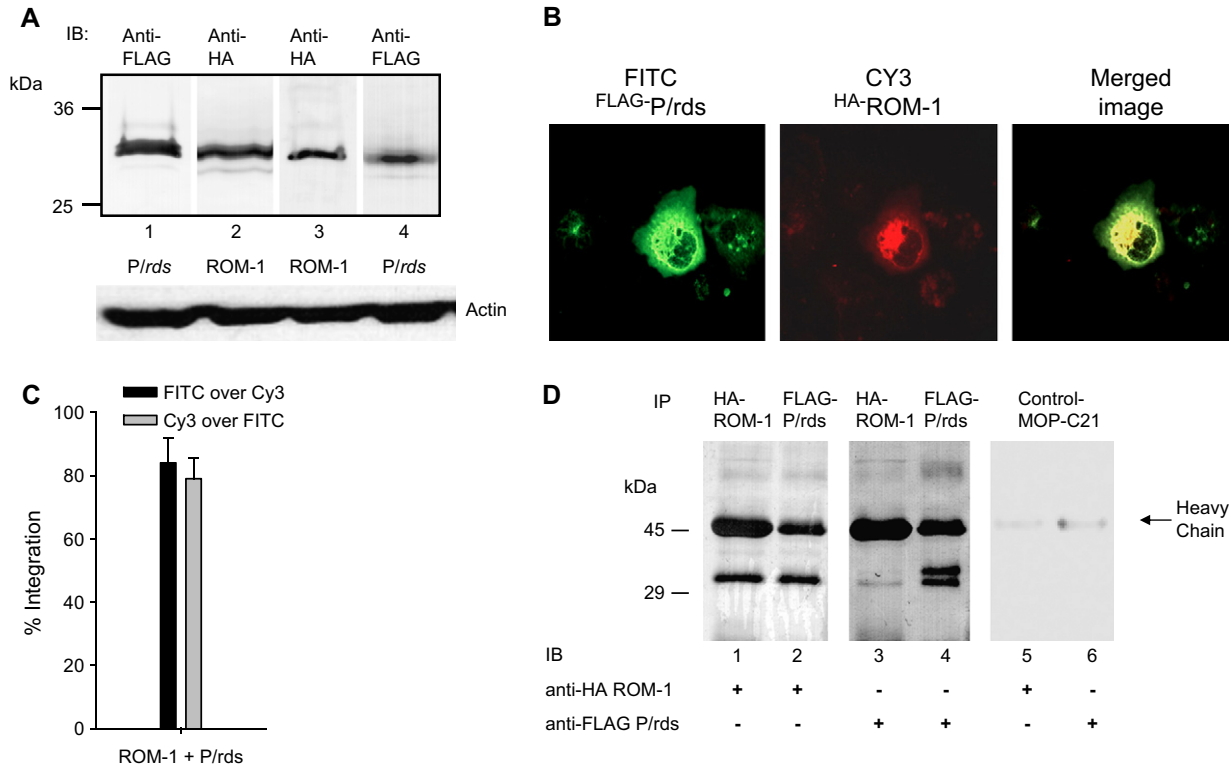 A
IB: Anti-FLAG Anti-HA Anti-HA Anti-FLAG
kDa
36
25
1 2 3 4
P/rds ROM-1 ROM-1 P/rds
Actin
B
FITC FLAG-P/rds
CY3 HA-ROM-1
Merged image
C
FITC over Cy3
Cy3 over FITC
% Integration
100
80
60
40
20
0
ROM-1 + P/rds
D
IP HA-ROM-1 FLAG-P/rds HA-ROM-1 FLAG-P/rds Control-MOP-C21
kDa
45
29
Heavy Chain
IB 1 2 3 4 5 6
anti-HA ROM-1 + + - - + -
anti-FLAG P/rds - - + + - +